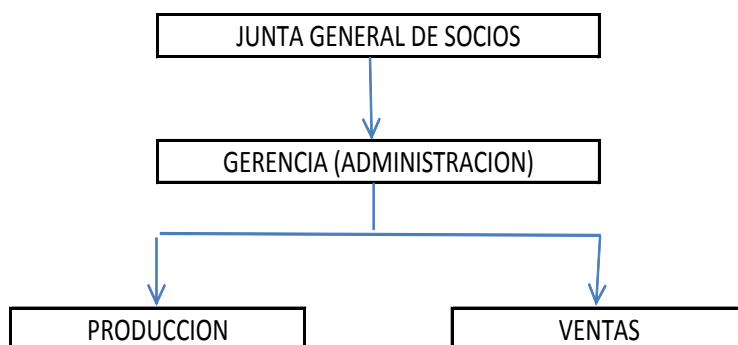 JUNTA GENERAL DE SOCIOS
GERENCIA (ADMINISTRACION)
PRODUCCION
VENTAS